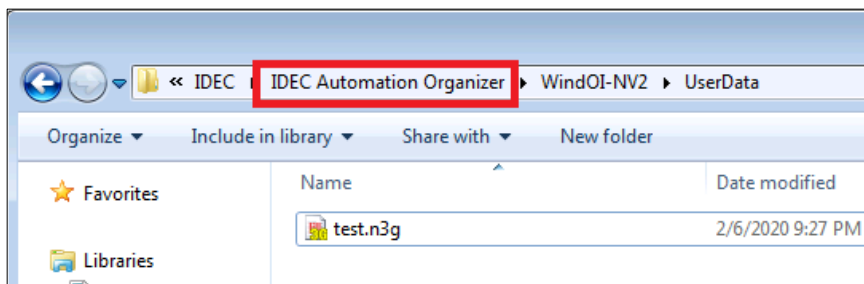 « IDEC IDEC Automation Organizer WindOI-NV2 UserData
Organize Include in library Share with New folder
Favorites Name Date modified
test.n3g 2/6/2020 9:27 PM
Libraries